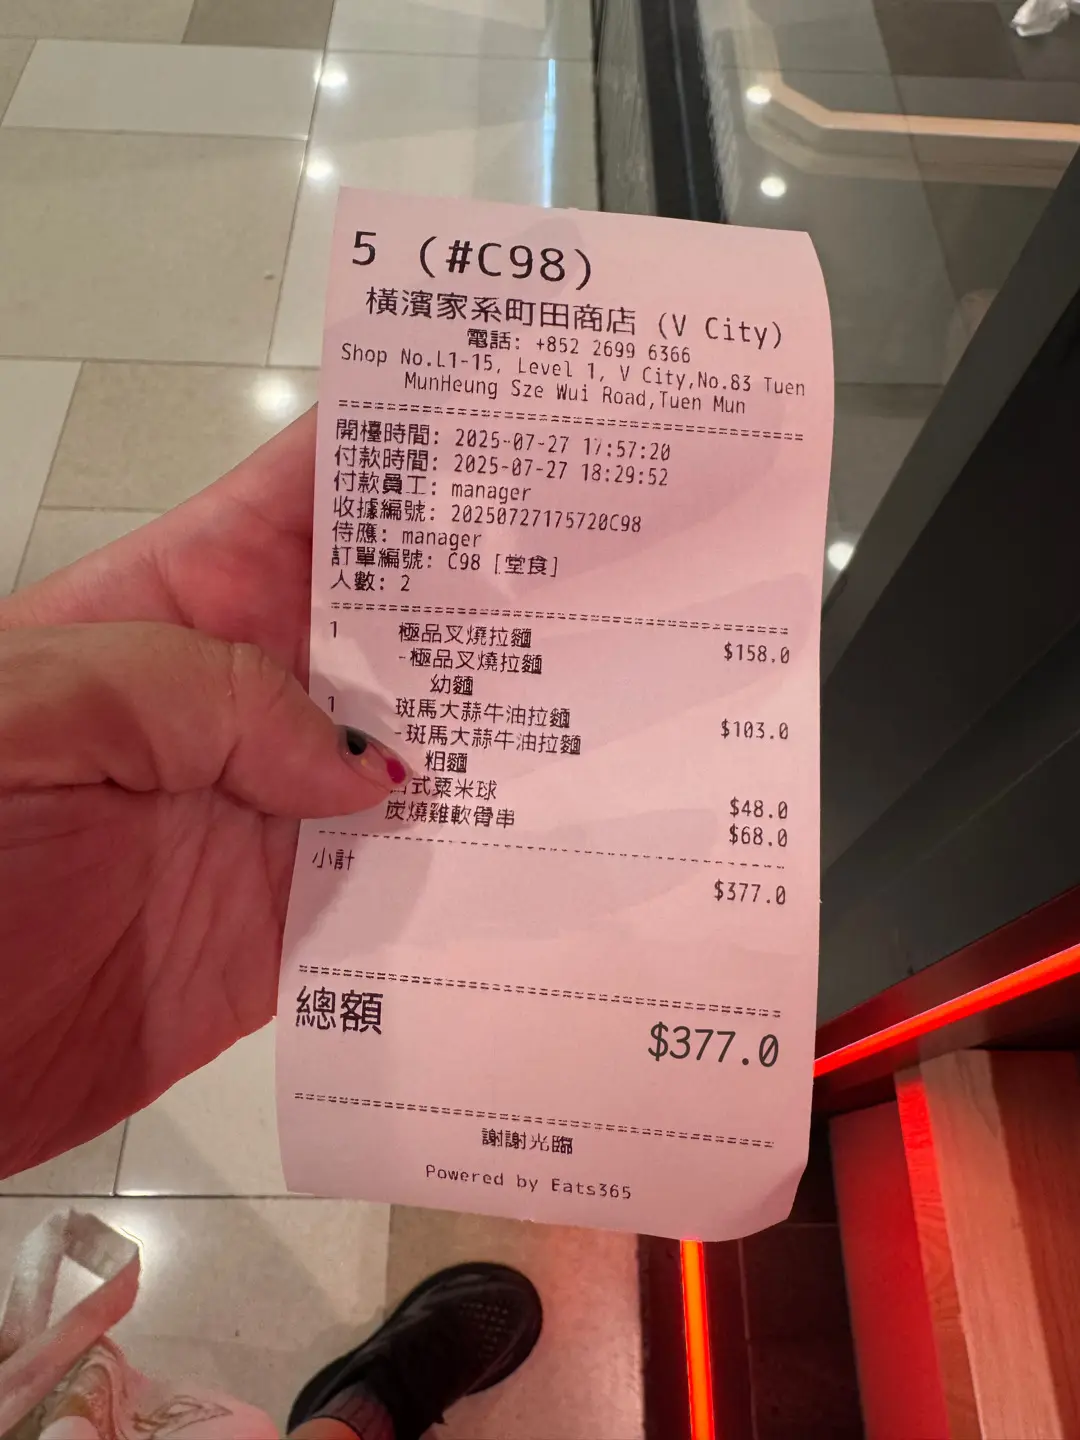 5 (#C98)
橫濱家系町田商店 (V City)
電話: +852 2699 6366
Shop No.L1-15, Level 1, V City,No.83 Tuen
MunHeung Sze Wui Road,Tuen Mun
開檯時間: 2025-07-27 17:57:20
付款時間: 2025-07-27 18:29:52
付款員工: manager
收據編號: 20250727175720C98
侍應: manager
訂單編號: C98 [堂食]
人數: 2
1 極品叉燒拉麵 $158.0
-極品叉燒拉麵
幼麵
1 斑馬大蒜牛油拉麵 $103.0
-斑馬大蒜牛油拉麵
粗麵
式粟米球 $48.0
炭燒雞軟骨串 $68.0
小計 $377.0
總額 $377.0
謝謝光臨
Powered by Eats365